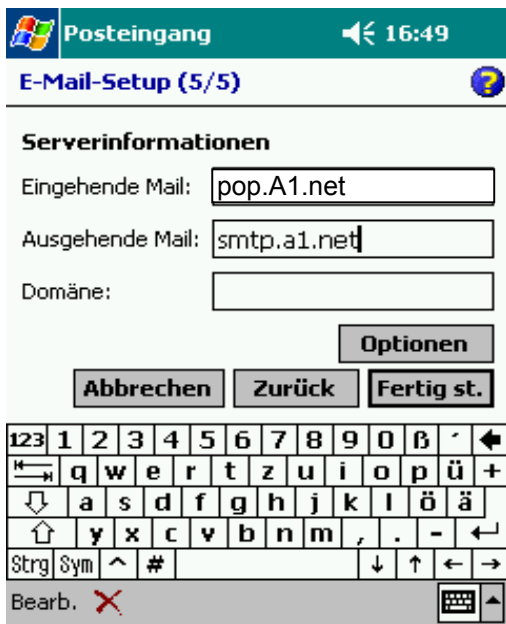 Posteingang 16:49
E-Mail-Setup (5/5) ?
Serverinformationen
Eingehende Mail: pop.A1.net
Ausgehende Mail: smtp.a1.net
Domäne:
Optionen
Abbrechen Zurück Fertig st.
123 1 2 3 4 5 6 7 8 9 0 ß ´
q w e r t z u i o p ü +
a s d f g h j k l ö ä
y x c v b n m , . -
Strg Sym ^ # ↓ ↑ ← →
Bearb.